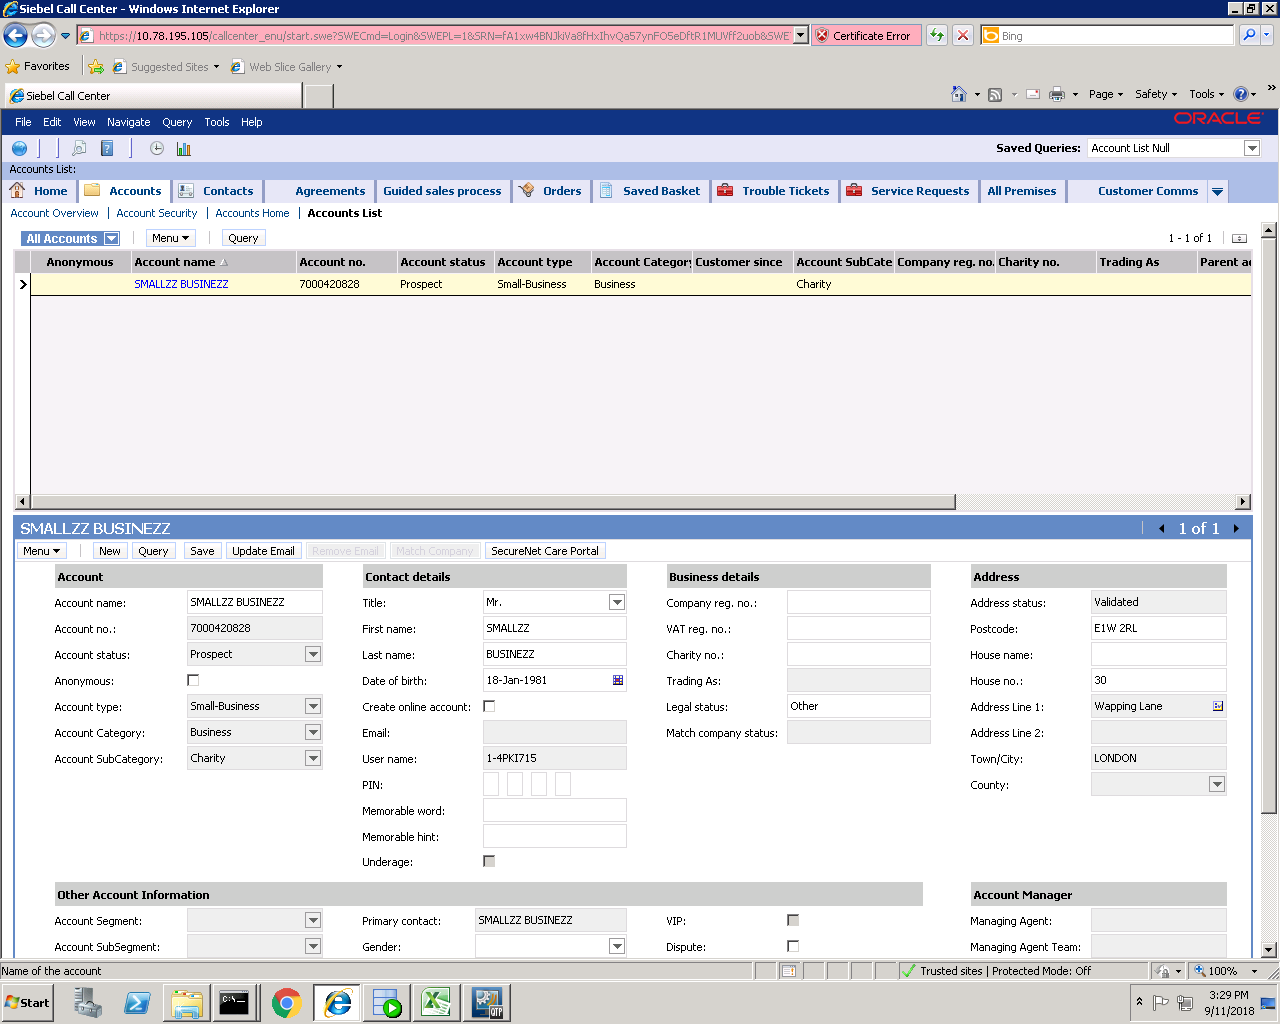 Siebel Call Center - Windows Internet Explorer
https://10.78.195.105/callcenter_enu/start.swe?SWECmd=Login&SWEPL=1&SRN= Certificate Error Bing
Favorites Suggested Sites Web Slice Gallery
Siebel Call Center Page Safety Tools
File Edit View Navigate Query Tools Help ORACLE
Saved Queries: Account List Null
Accounts List:
Home Accounts Contacts Agreements Guided sales process Orders Saved Basket Trouble Tickets Service Requests All Premises Customer Comms
Account Overview | Account Security | Accounts Home | Accounts List
All Accounts Menu Query 1 - 1 of 1
Anonymous Account name Account no. Account status Account type Account Category Customer since Account SubCate Company reg. no. Charity no. Trading As Parent ac
SMALLZZ BUSINEZZ 7000420828 Prospect Small-Business Business Charity
SMALLZZ BUSINEZZ 1 of 1
Menu New Query Save Update Email Remove Email Match Company SecureNet Care Portal
Account Contact details Business details Address
Account name: SMALLZZ BUSINEZZ Title: Mr. Company reg. no.: Address status: Validated
Account no.: 7000420828 First name: SMALLZZ VAT reg. no.: Postcode: E1W 2RL
Account status: Prospect Last name: BUSINEZZ Charity no.: House name:
Anonymous: Date of birth: 18-Jan-1981 Trading As: House no.: 30
Account type: Small-Business Create online account: Legal status: Other Address Line 1: Wapping Lane
Account Category: Business Email: Match company status: Address Line 2:
Account SubCategory: Charity User name: 1-4PKI715 Town/City: LONDON
PIN: County:
Memorable word:
Memorable hint:
Underage:
Other Account Information Account Manager
Account Segment: Primary contact: SMALLZZ BUSINEZZ VIP: Managing Agent:
Account SubSegment: Gender: Dispute: Managing Agent Team:
Name of the account Trusted sites | Protected Mode: Off 100%
Start C:\ QTP 3:29 PM
9/11/2018